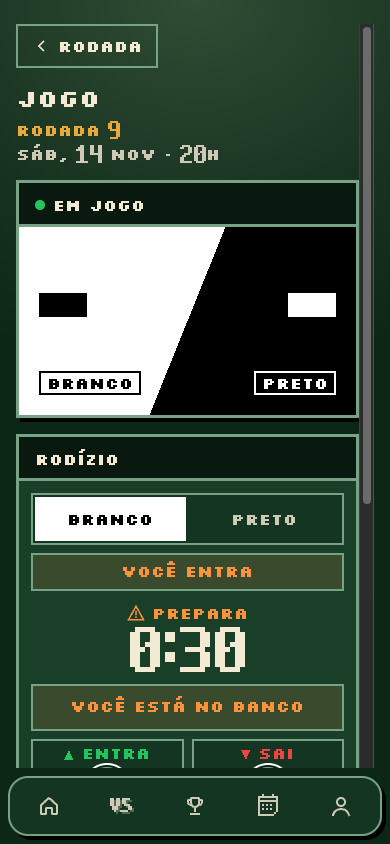 RODADA
JOGO
RODADA 9
SÁB, 14 NOV · 20H
EM JOGO
BRANCO
PRETO
RODÍZIO
BRANCO
PRETO
VOCÊ ENTRA
PREPARA
0:30
VOCÊ ESTÁ NO BANCO
▲ ENTRA
▼ SAI
VS